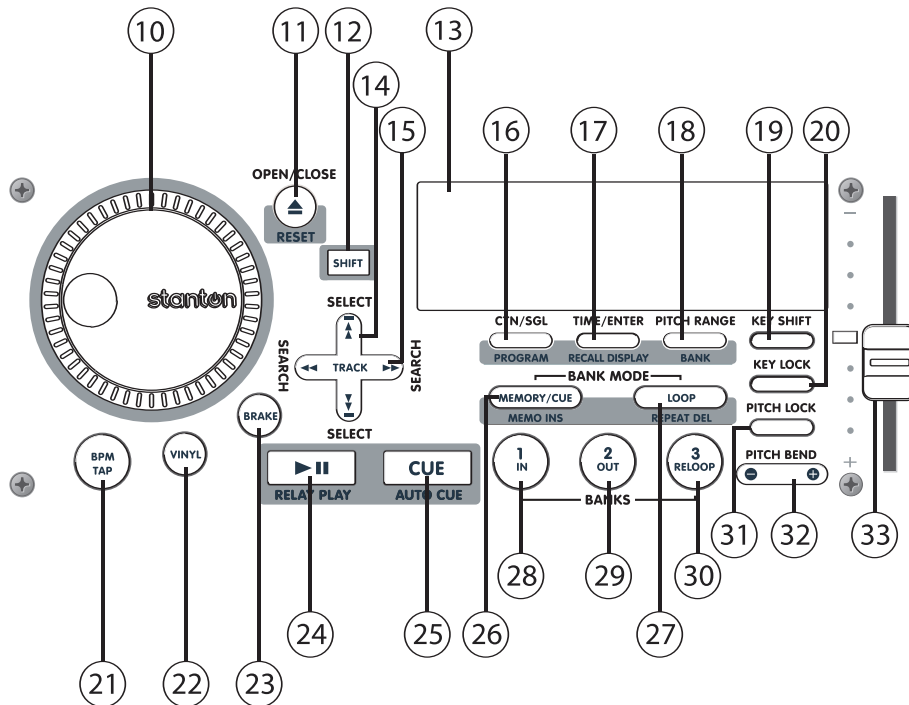 10
11
12
13
14
15
16
17
18
19
20
OPEN/CLOSE
RESET
SHIFT
stanton
SELECT
SEARCH
TRACK
SEARCH
SELECT
CTN/SGL
TIME/ENTER
PITCH RANGE
KEY SHIFT
PROGRAM
RECALL DISPLAY
BANK
KEY LOCK
BANK MODE
MEMORY/CUE
LOOP
MEMO INS
REPEAT DEL
PITCH LOCK
BRAKE
BPM
TAP
VINYL
CUE
RELAY PLAY
AUTO CUE
1
IN
2
OUT
3
RELOOP
BANKS
PITCH BEND
21
22
23
24
25
26
27
28
29
30
31
32
33